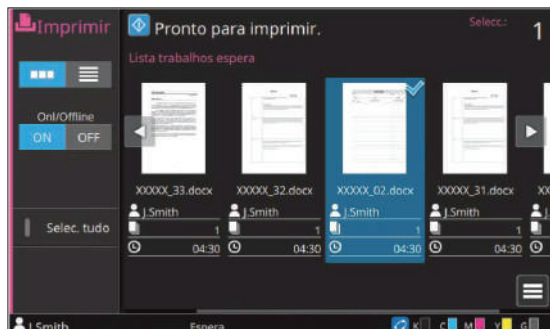 Imprimir
Pronto para imprimir.
Selecc.: 1
Lista trabalhos espera
Onl/Offline
ON OFF
Selec. tudo
XXXXX_33.docx XXXXX_32.docx XXXXX_02.docx XXXXX_31.docx XX
J.Smith J.Smith J.Smith J.Smith J.
1 1 1 1
04:30 04:30 04:30 04:30
J.Smith Espera K C M Y G